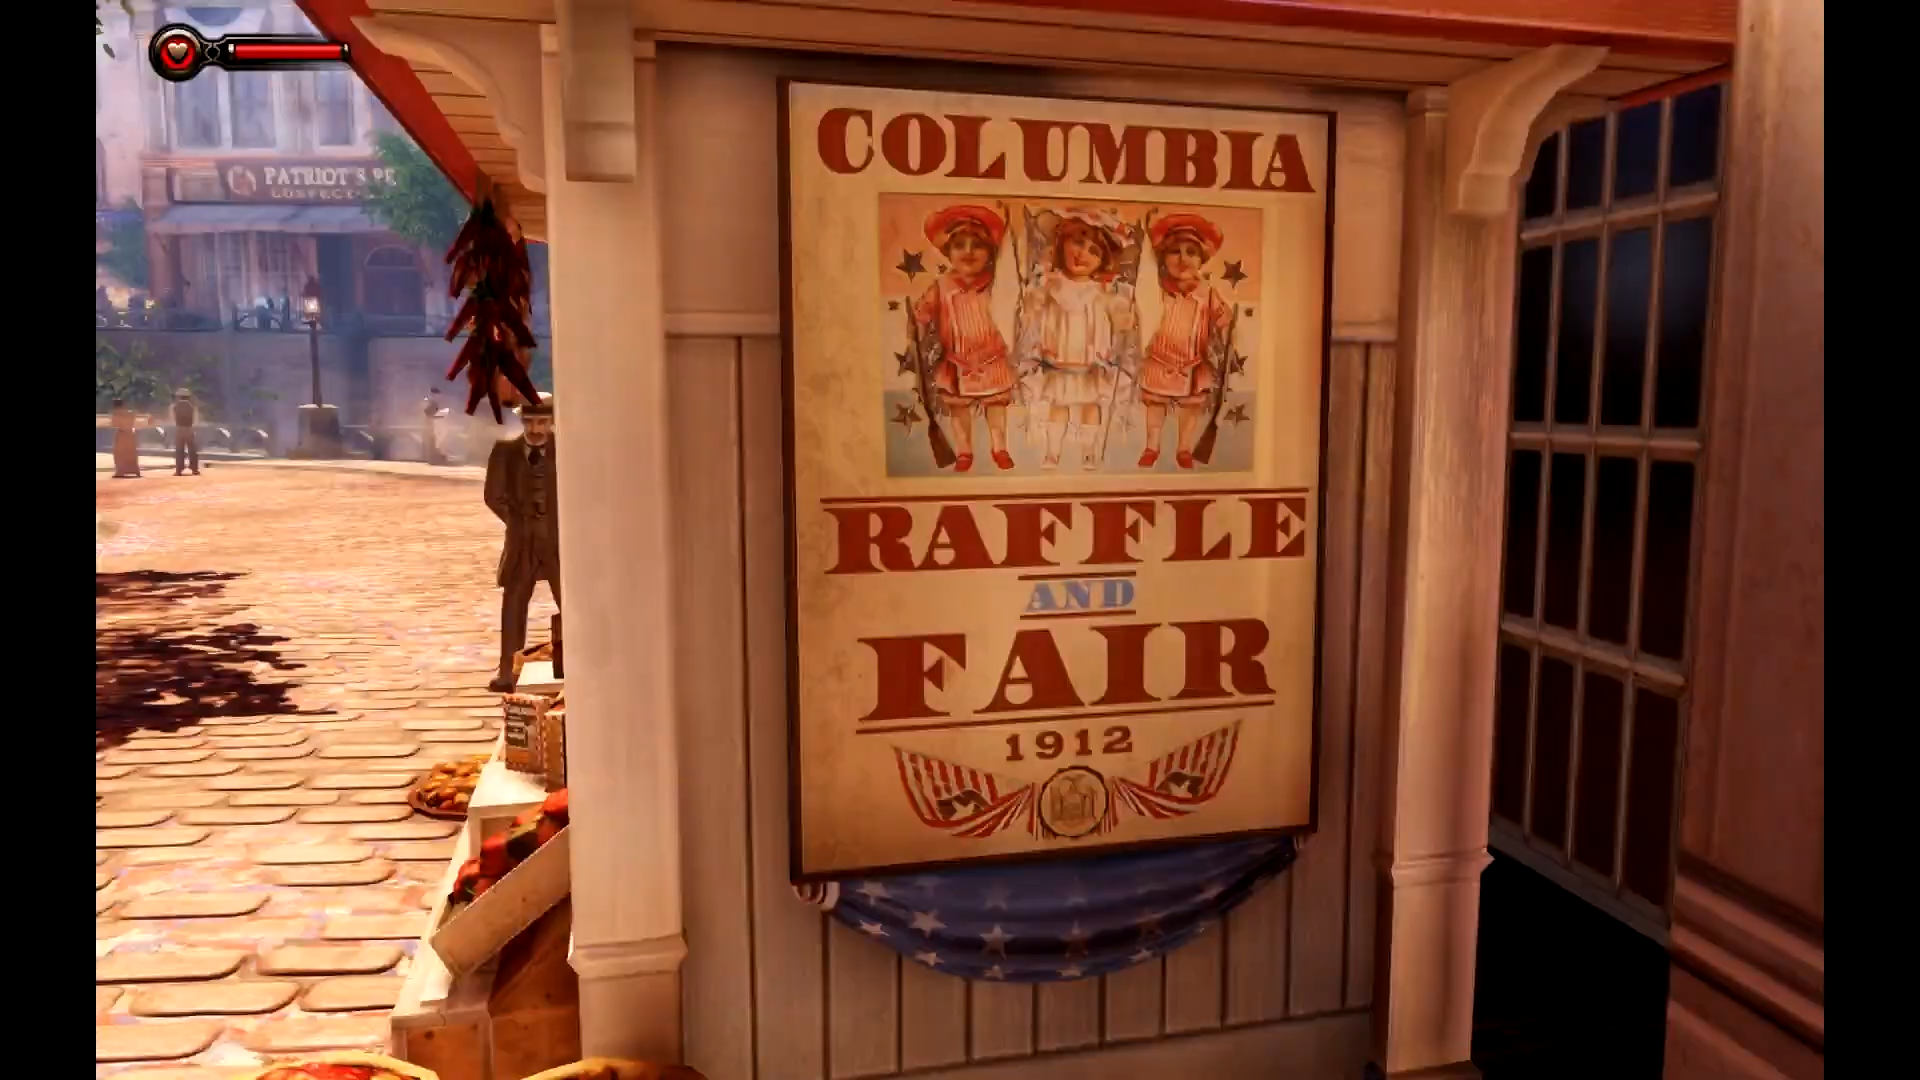 PATRIOT'S
COLUMBIA
RAFFLE
AND
FAIR
1912